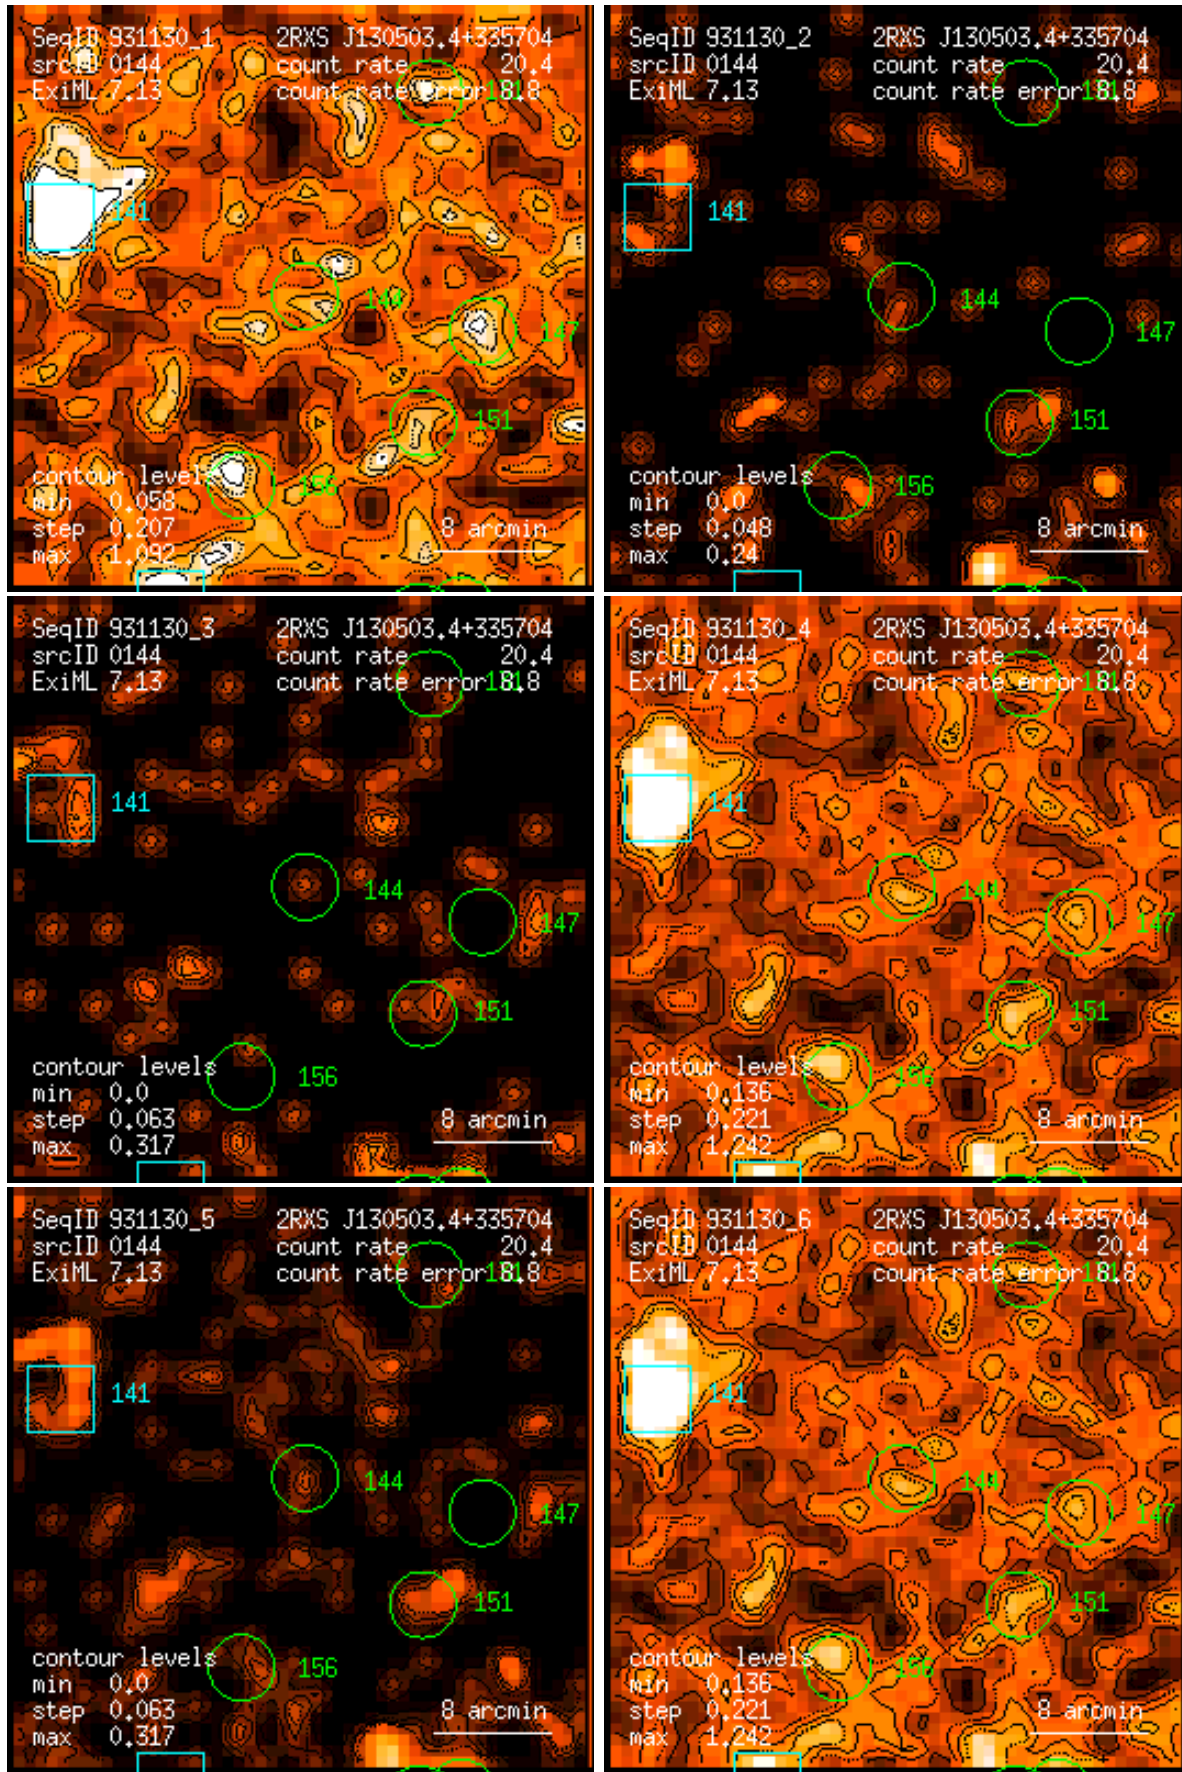 SeqID 931130_1 2RXS J130503.4+335704
srcID 0144 count rate 20.4
ExiML 7.13 count rate error 8.8
141
144
147
151
contour levels
156
min 0.058
step 0.207 8 arcmin
max 1.092
SeqID 931130_2 2RXS J130503.4+335704
srcID 0144 count rate 20.4
ExiML 7.13 count rate error 8.8
141
144
147
151
contour levels
156
min 0.0
step 0.048 8 arcmin
max 0.24
SeqID 931130_3 2RXS J130503.4+335704
srcID 0144 count rate 20.4
ExiML 7.13 count rate error 8.8
141
144
147
151
contour levels
156
min 0.0
step 0.063 8 arcmin
max 0.317
SeqID 931130_4 2RXS J130503.4+335704
srcID 0144 count rate 20.4
ExiML 7.13 count rate error 8.8
141
144
147
151
contour levels
156
min 0.136
step 0.221 8 arcmin
max 1.242
SeqID 931130_5 2RXS J130503.4+335704
srcID 0144 count rate 20.4
ExiML 7.13 count rate error 8.8
141
144
147
151
contour levels
156
min 0.0
step 0.063 8 arcmin
max 0.317
SeqID 931130_6 2RXS J130503.4+335704
srcID 0144 count rate 20.4
ExiML 7.13 count rate error 8.8
141
144
147
151
contour levels
156
min 0.136
step 0.221 8 arcmin
max 1.242